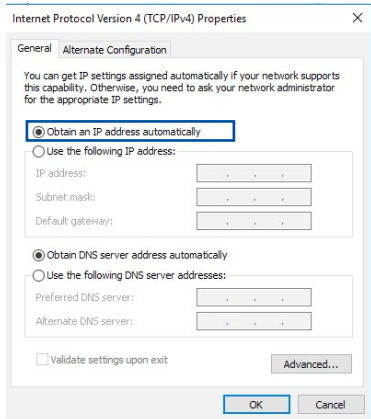 Internet Protocol Version 4 (TCP/IPv4) Properties
General Alternate Configuration
You can get IP settings assigned automatically if your network supports
this capability. Otherwise, you need to ask your network administrator
for the appropriate IP settings.
Obtain an IP address automatically
Use the following IP address:
IP address:
Subnet mask:
Default gateway:
Obtain DNS server address automatically
Use the following DNS server addresses:
Preferred DNS server:
Alternate DNS server:
Validate settings upon exit
Advanced...
OK Cancel